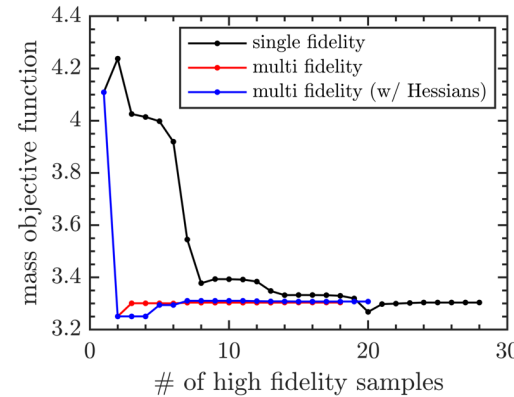 4.4
single fidelity
multi fidelity
multi fidelity (w/ Hessians)
4.2
4
3.8
3.6
3.4
3.2
mass objective function
0
10
20
30
# of high fidelity samples